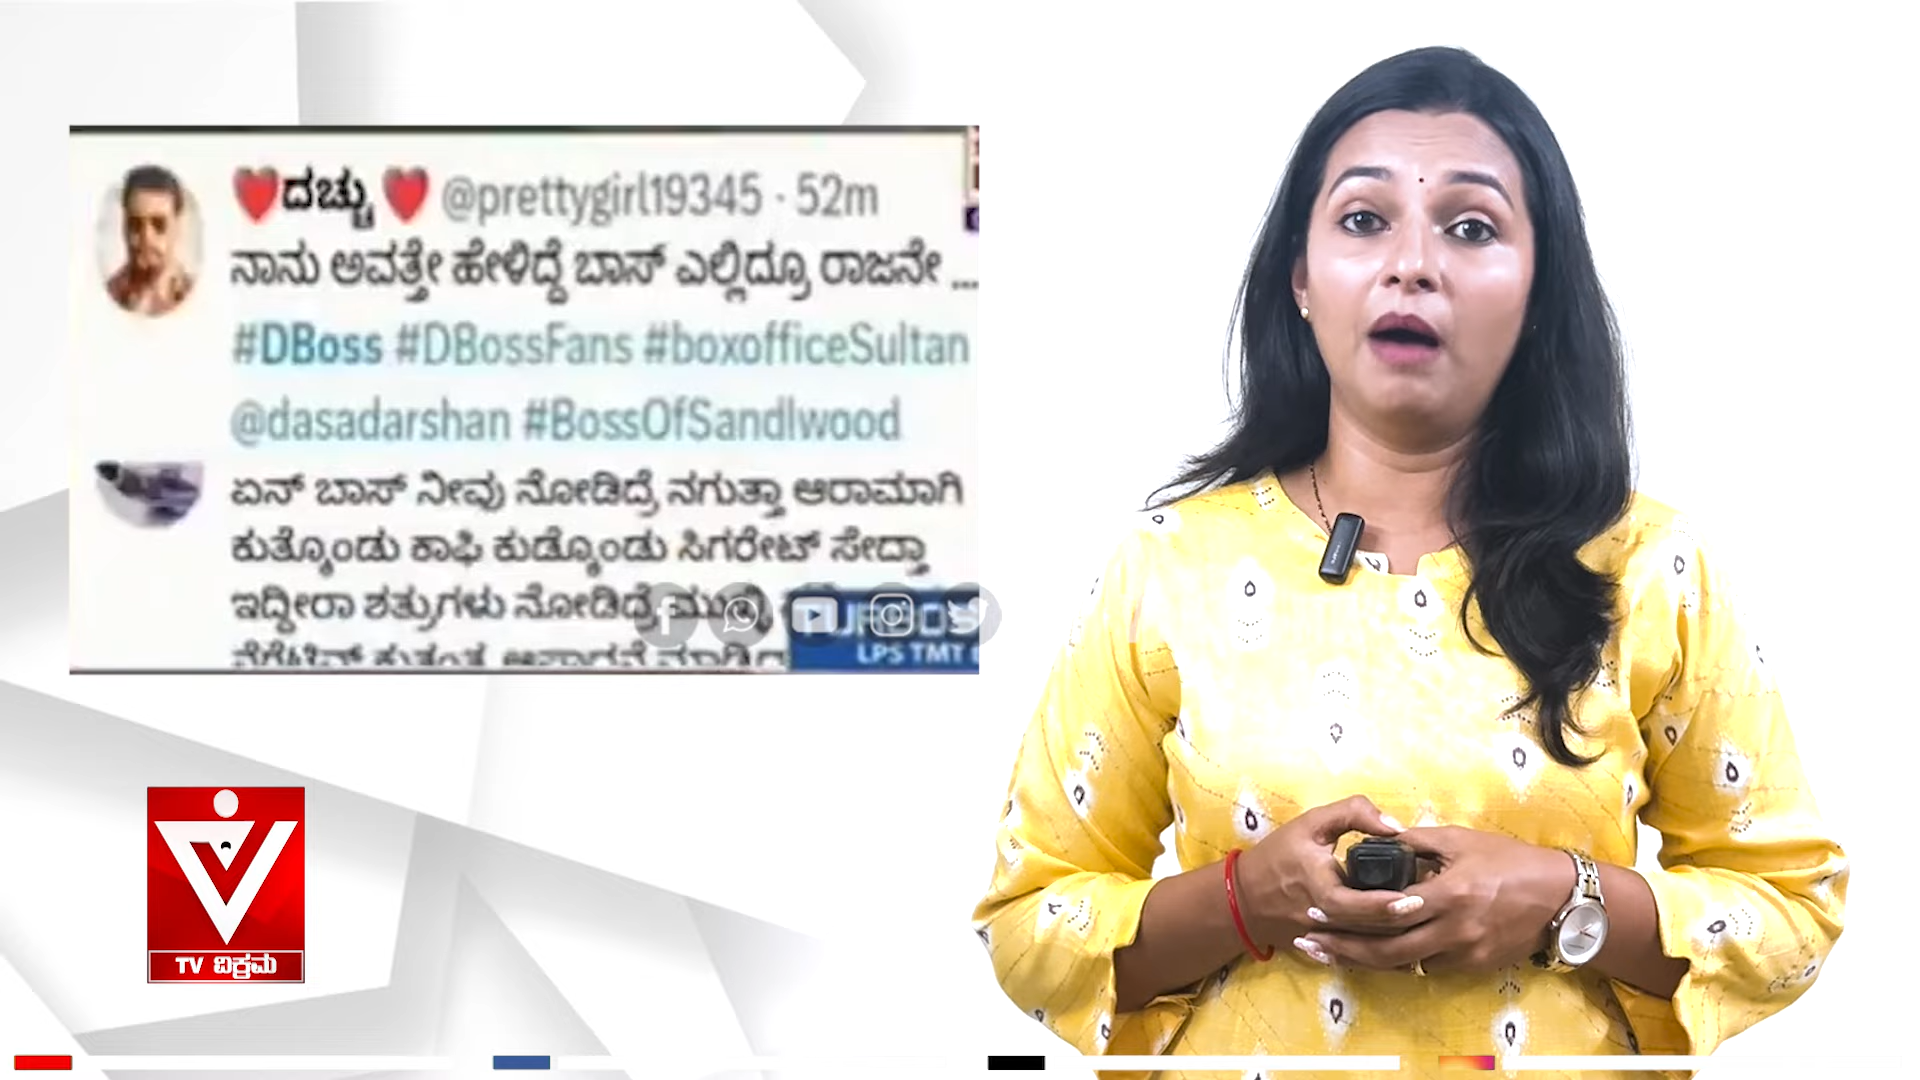 ♥ದಚ್ಚು♥ @prettygirl19345 · 52m
ನಾನು ಅವತ್ತೇ ಹೇಳಿದ್ದೆ ಬಾಸ್ ಎಲ್ಲಿದ್ರೂ ರಾಜನೇ ...
#DBoss #DBossFans #boxofficeSultan
@dasadarshan #BossOfSandlwood
ಏನ್ ಬಾಸ್ ನೀವು ನೋಡಿದ್ರೆ ನಗುತ್ತಾ ಆರಾಮಾಗಿ
ಕುತ್ಕೊಂಡು ಕಾಫಿ ಕುಡ್ಕೊಂಡು ಸಿಗರೇಟ್ ಸೇದ್ತಾ
ಇದ್ದೀರಾ ಶತ್ರುಗಳು ನೋಡಿದ್ರೆ
LPS TMT
TV ವಿಕ್ರಮ